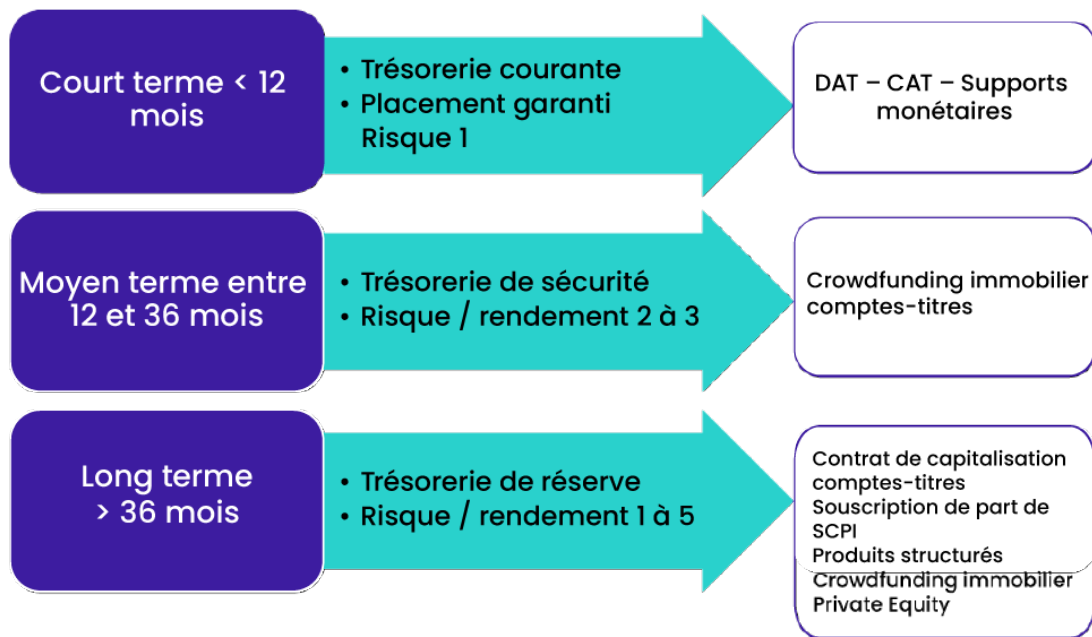 Court terme < 12
mois
• Trésorerie courante
• Placement garanti
Risque 1
DAT – CAT – Supports
monétaires
Moyen terme entre
12 et 36 mois
• Trésorerie de sécurité
• Risque / rendement 2 à 3
Crowdfunding immobilier
comptes-titres
Long terme
> 36 mois
• Trésorerie de réserve
• Risque / rendement 1 à 5
Contrat de capitalisation
comptes-titres
Souscription de part de
SCPI
Produits structurés
Crowdfunding immobilier
Private Equity